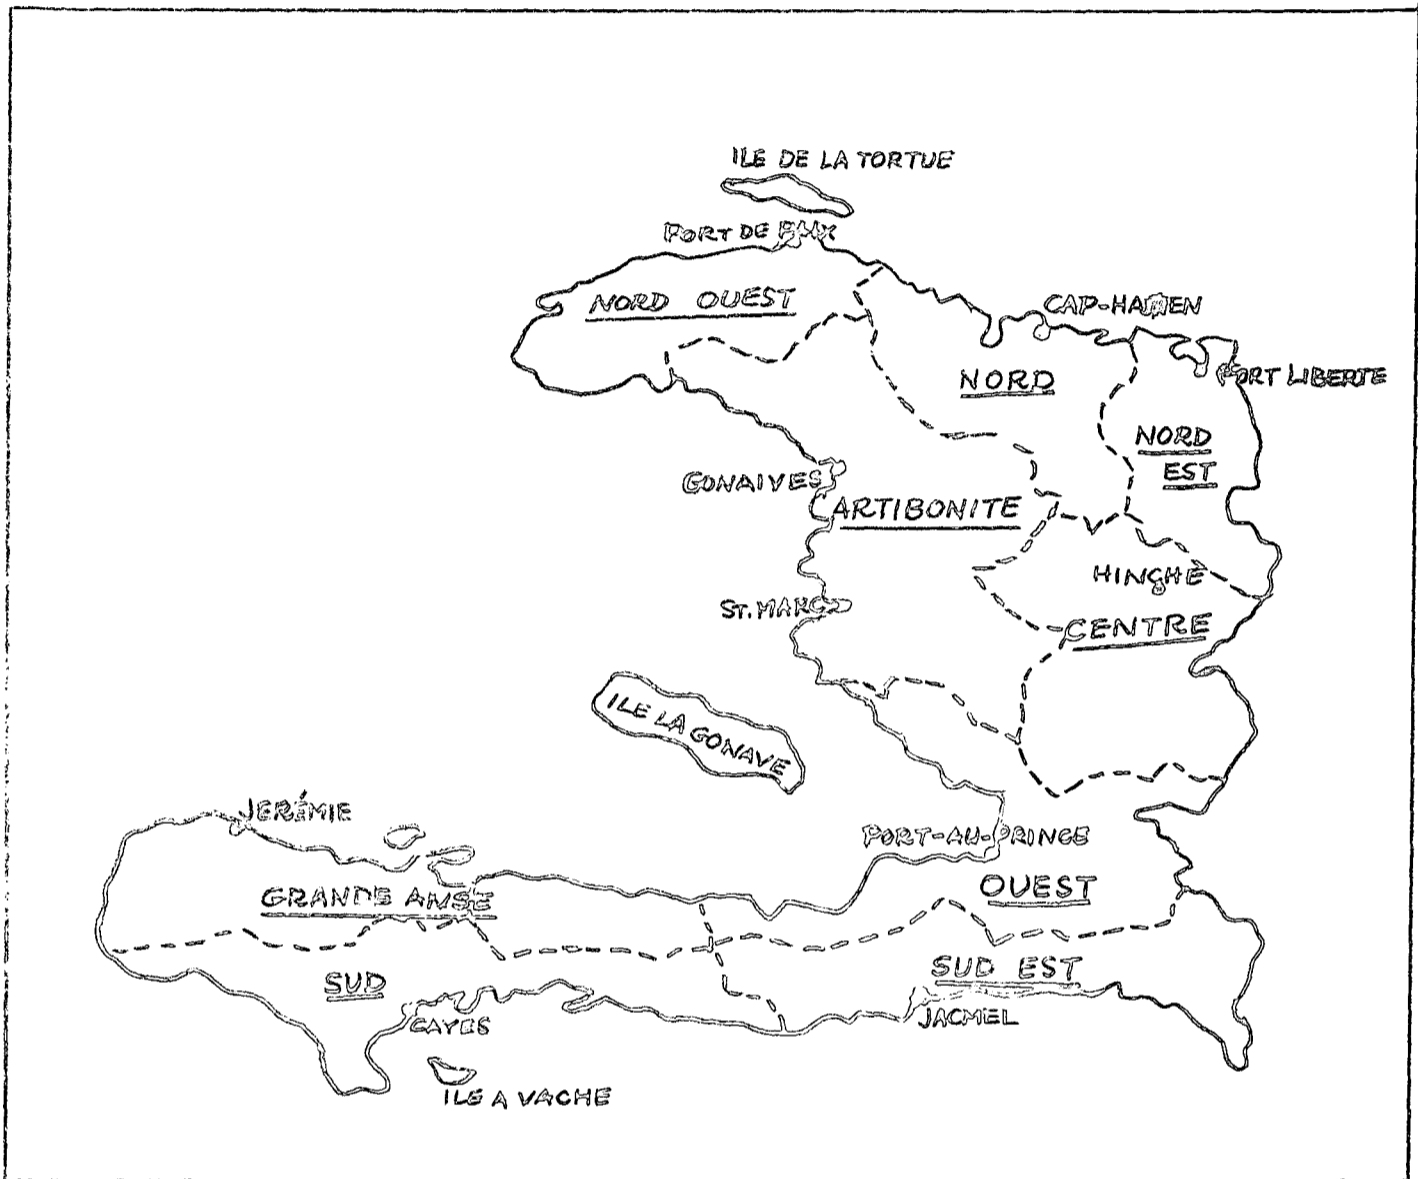 ILE DE LA TORTUE
PORT DE PAIX
NORD OUEST
CAP-HAITIEN
NORD
FORT LIBERTE
NORD
EST
GONAIVES
ARTIBONITE
HINCHE
ST. MARC
CENTRE
ILE LA GONAVE
JERÉMIE
PORT-AU-PRINCE
GRANDE ANSE
OUEST
SUD
SUD EST
CAYES
JACMEL
ILE A VACHE